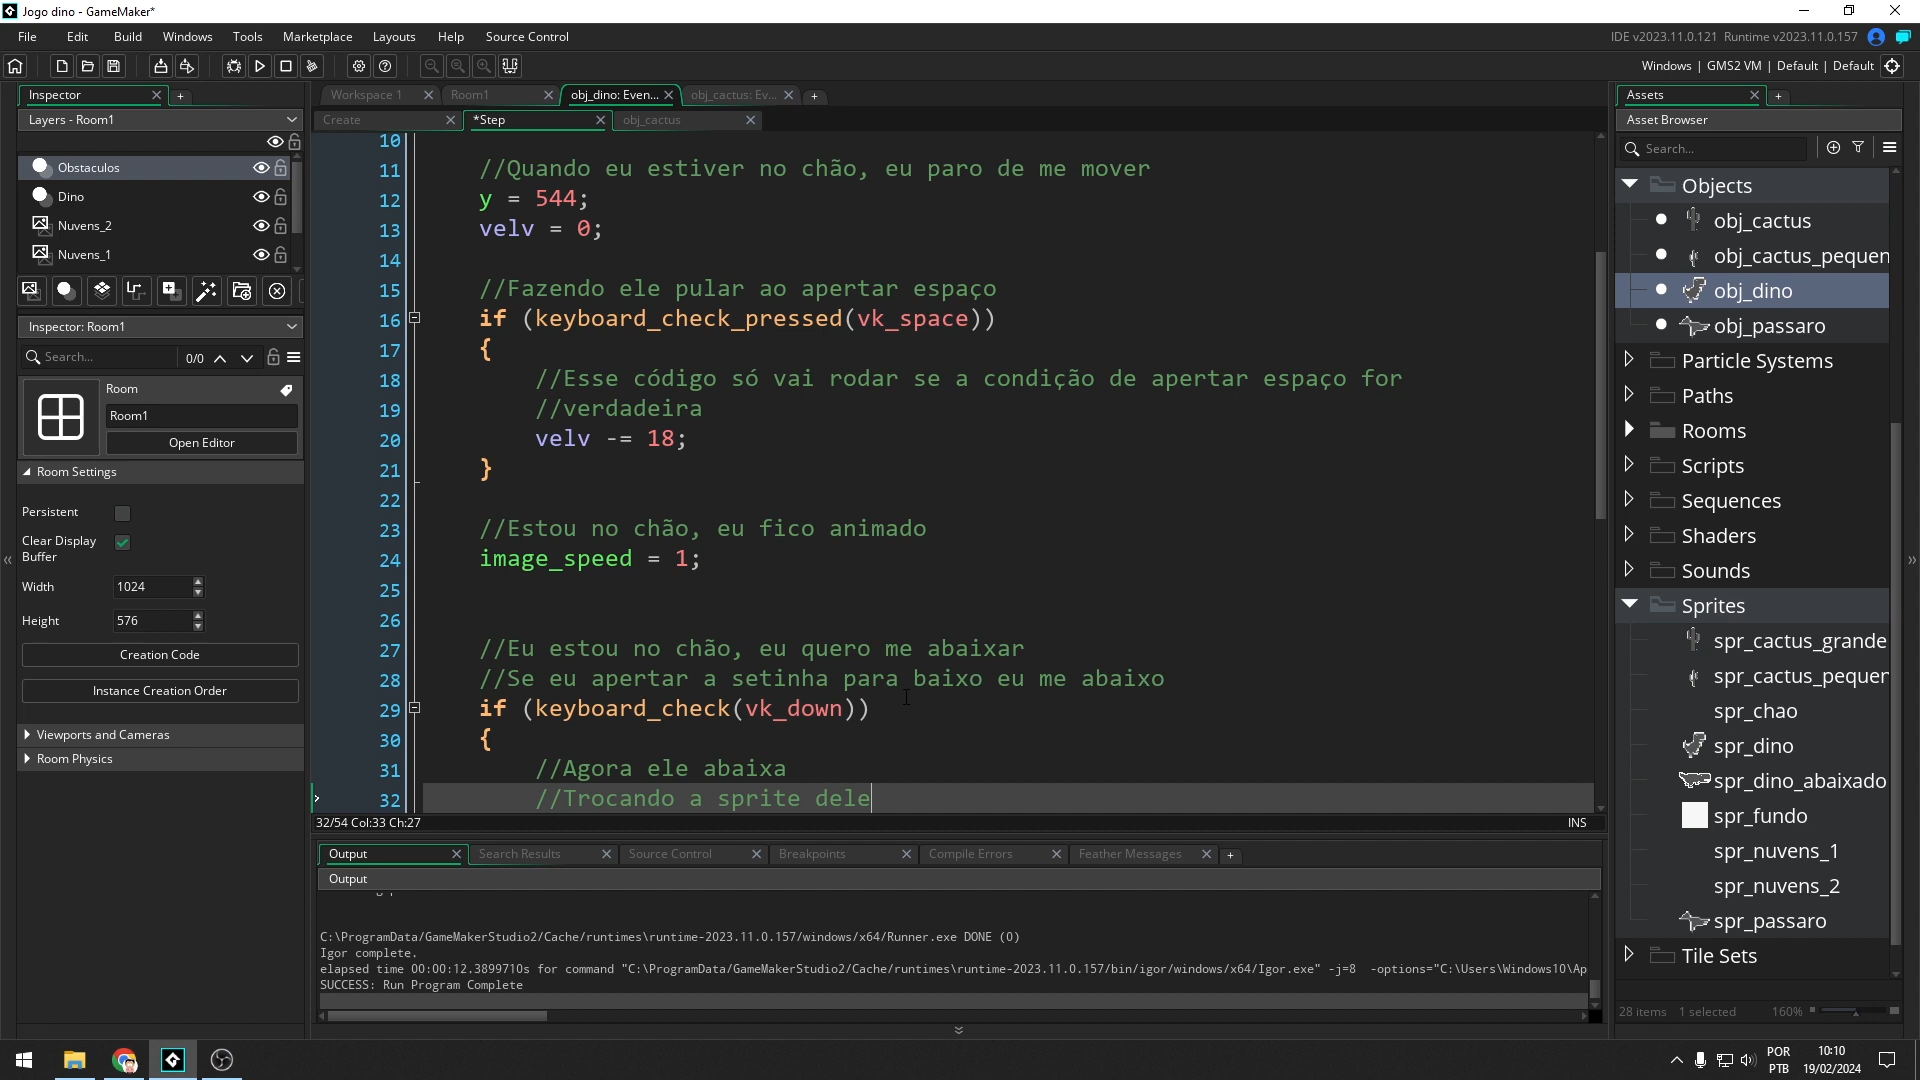 Jogo dino - GameMaker*
File Edit Build Windows Tools Marketplace Layouts Help Source Control
IDE v2023.11.0.121 Runtime v2023.11.0.157
Windows | GMS2 VM | Default | Default
Inspector
Layers - Room1
Obstaculos
Dino
Nuvens_2
Nuvens_1
Inspector: Room1
Search... 0/0
Room
Room1
Open Editor
Room Settings
Persistent
Clear Display
Buffer
Width 1024
Height 576
Creation Code
Instance Creation Order
Viewports and Cameras
Room Physics
Workspace 1 Room1 obj_dino: Even... obj_cactus: Ev...
Create *Step obj_cactus
10
11 //Quando eu estiver no chão, eu paro de me mover
12 y = 544;
13 velv = 0;
14
15 //Fazendo ele pular ao apertar espaço
16 if (keyboard_check_pressed(vk_space))
17 {
18 //Esse código só vai rodar se a condição de apertar espaço for
19 //verdadeira
20 velv -= 18;
21 }
22
23 //Estou no chão, eu fico animado
24 image_speed = 1;
25
26
27 //Eu estou no chão, eu quero me abaixar
28 //Se eu apertar a setinha para baixo eu me abaixo
29 if (keyboard_check(vk_down))
30 {
31 //Agora ele abaixa
32 //Trocando a sprite dele
32/54 Col:33 Ch:27 INS
Output Search Results Source Control Breakpoints Compile Errors Feather Messages
Output
C:\ProgramData/GameMakerStudio2/Cache/runtimes\runtime-2023.11.0.157/windows/x64/Runner.exe DONE (0)
Igor complete.
elapsed time 00:00:12.3899710s for command "C:\ProgramData/GameMakerStudio2/Cache/runtimes\runtime-2023.11.0.157/bin/igor/windows/x64/Igor.exe" -j=8 -options="C:\Users\Windows10\Ap
SUCCESS: Run Program Complete
Assets
Asset Browser
Search...
Objects
obj_cactus
obj_cactus_pequen
obj_dino
obj_passaro
Particle Systems
Paths
Rooms
Scripts
Sequences
Shaders
Sounds
Sprites
spr_cactus_grande
spr_cactus_pequen
spr_chao
spr_dino
spr_dino_abaixado
spr_fundo
spr_nuvens_1
spr_nuvens_2
spr_passaro
Tile Sets
28 items 1 selected 160%
POR
PTB
10:10
19/02/2024